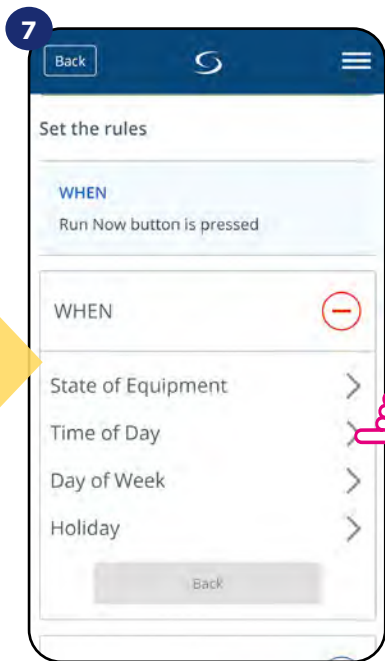 7
Back
Set the rules
WHEN
Run Now button is pressed
WHEN
State of Equipment
Time of Day
Day of Week
Holiday
Back